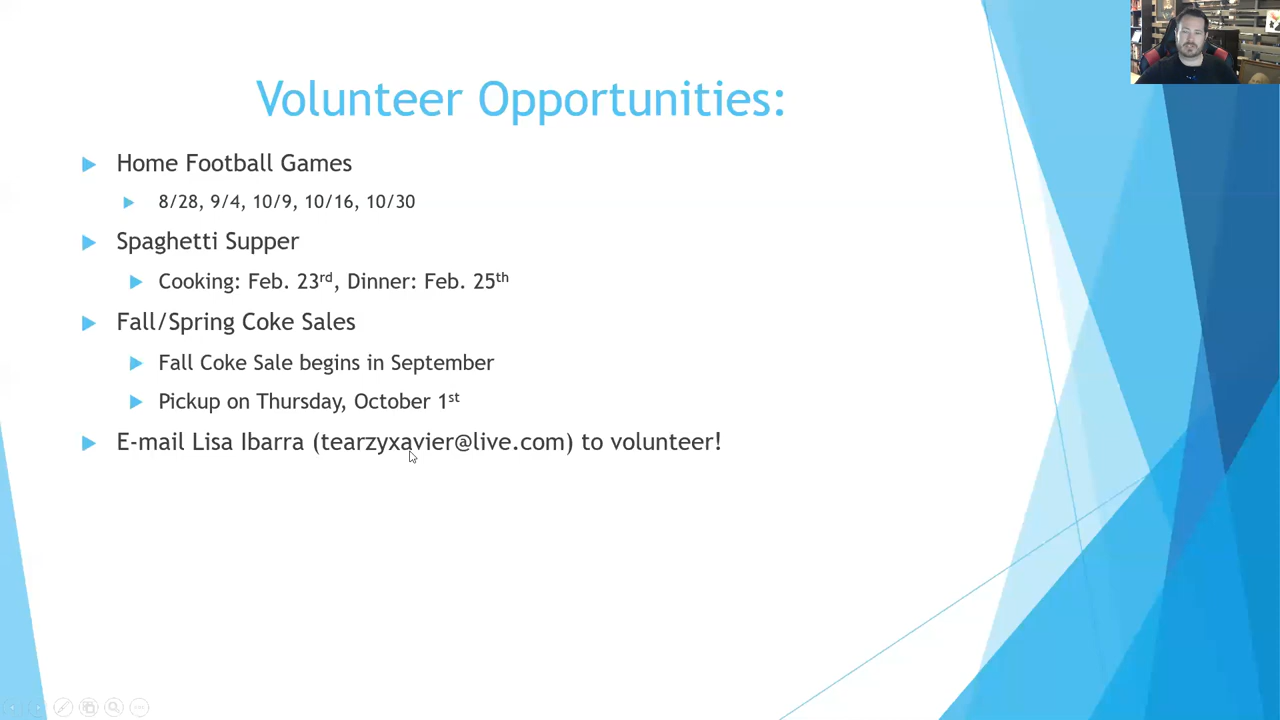 Volunteer Opportunities:
Home Football Games
8/28, 9/4, 10/9, 10/16, 10/30
Spaghetti Supper
Cooking: Feb. 23rd, Dinner: Feb. 25th
Fall/Spring Coke Sales
Fall Coke Sale begins in September
Pickup on Thursday, October 1st
E-mail Lisa Ibarra (tearzyxavier@live.com) to volunteer!